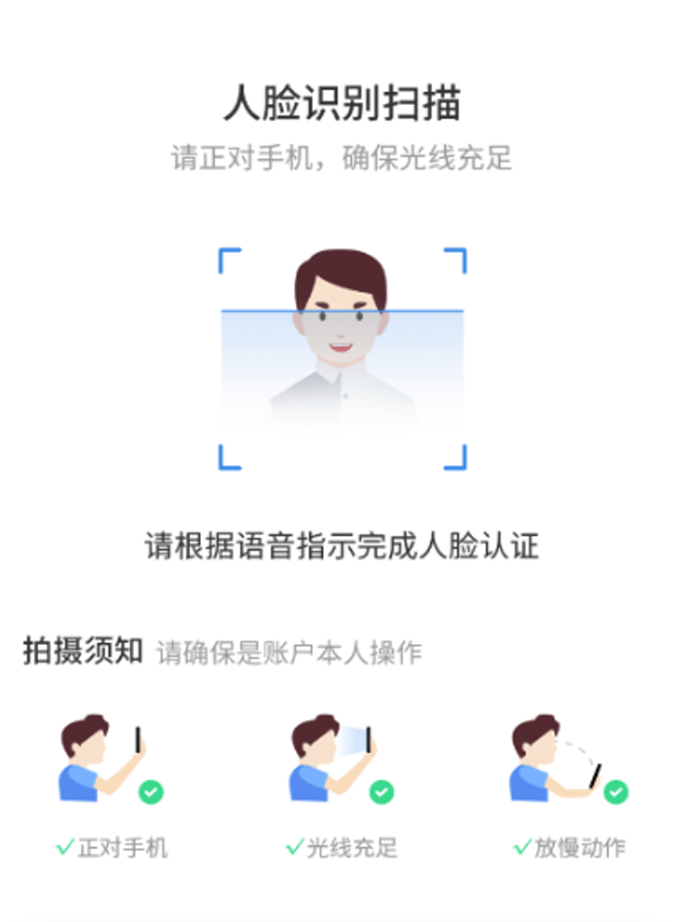 人脸识别扫描
请正对手机，确保光线充足
请根据语音指示完成人脸认证
拍摄须知 请确保是账户本人操作
✓正对手机 ✓光线充足 ✓放慢动作